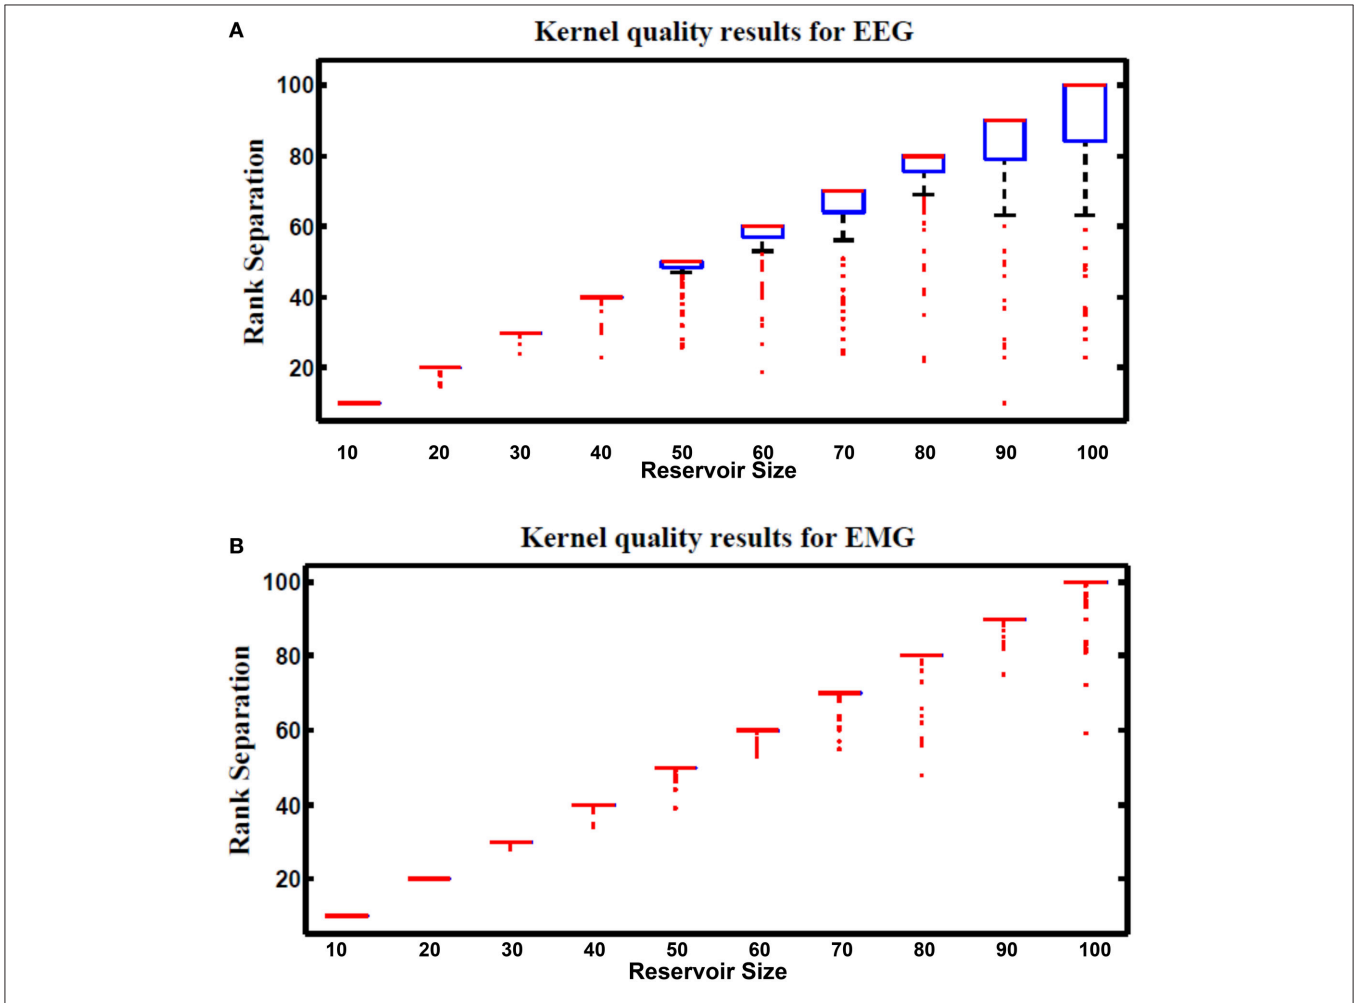 A
Kernel quality results for EEG
Rank Separation
100
80
60
40
20
10 20 30 40 50 60 70 80 90 100
Reservoir Size
B
Kernel quality results for EMG
Rank Separation
100
80
60
40
20
10 20 30 40 50 60 70 80 90 100
Reservoir Size